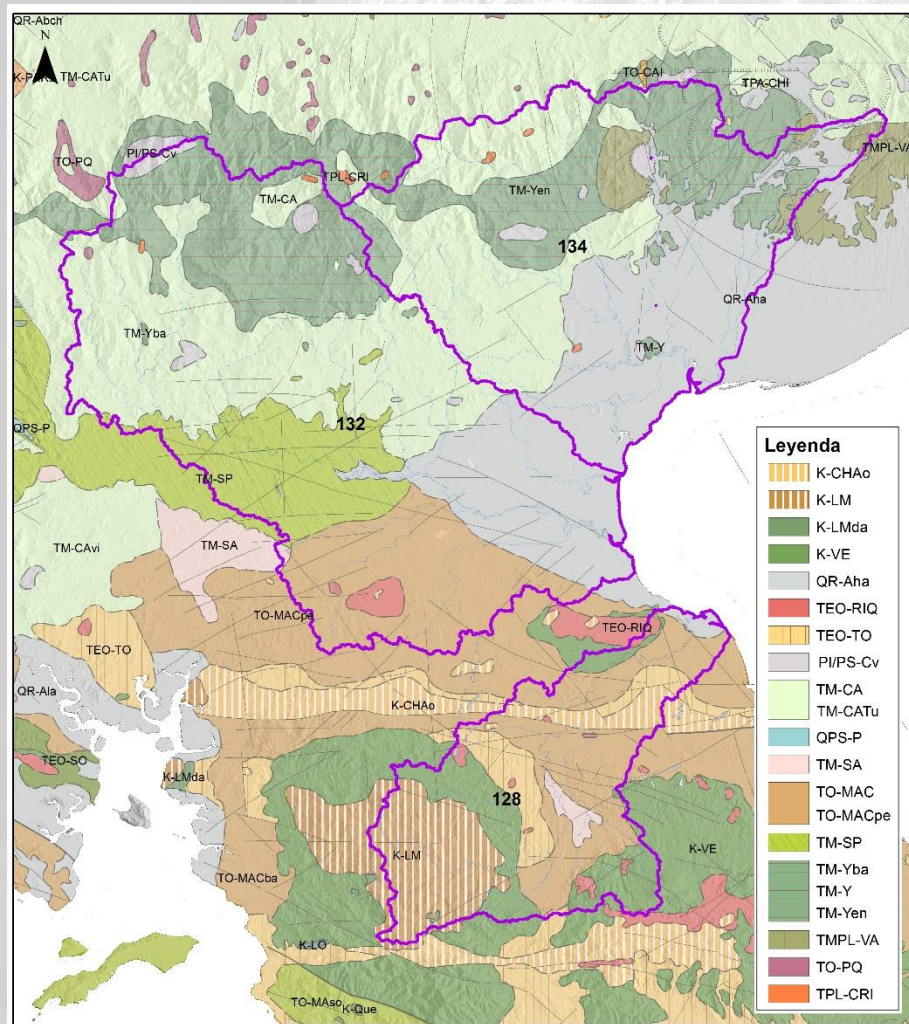 QR-Abch
N
TO-CAI
K-PAR
TM-CATu
TPA-CHI
TMPL-VA
PI/PS-Cv
TO-PQ
TPL-CRI
TM-Yen
TM-CA
134
QR-Aha
TM-Yba
TM-Y
132
QPS-P
TM-SP
TM-CAvi
TM-SA
TO-MACpe
TEO-RIQ
TEO-TO
QR-Ala
K-CHAo
TEO-SO
K-LMda
128
K-LM
K-VE
TO-MACba
K-LO
TO-MAso
K-Que
Leyenda
K-CHAo
K-LM
K-LMda
K-VE
QR-Aha
TEO-RIQ
TEO-TO
PI/PS-Cv
TM-CA
TM-CATu
QPS-P
TM-SA
TO-MAC
TO-MACpe
TM-SP
TM-Yba
TM-Y
TM-Yen
TMPL-VA
TO-PQ
TPL-CRI